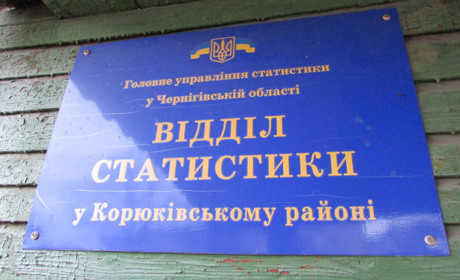 Головне управління статистики
у Чернігівській області
ВІДДІЛ
СТАТИСТИКИ
у Корюківському районі